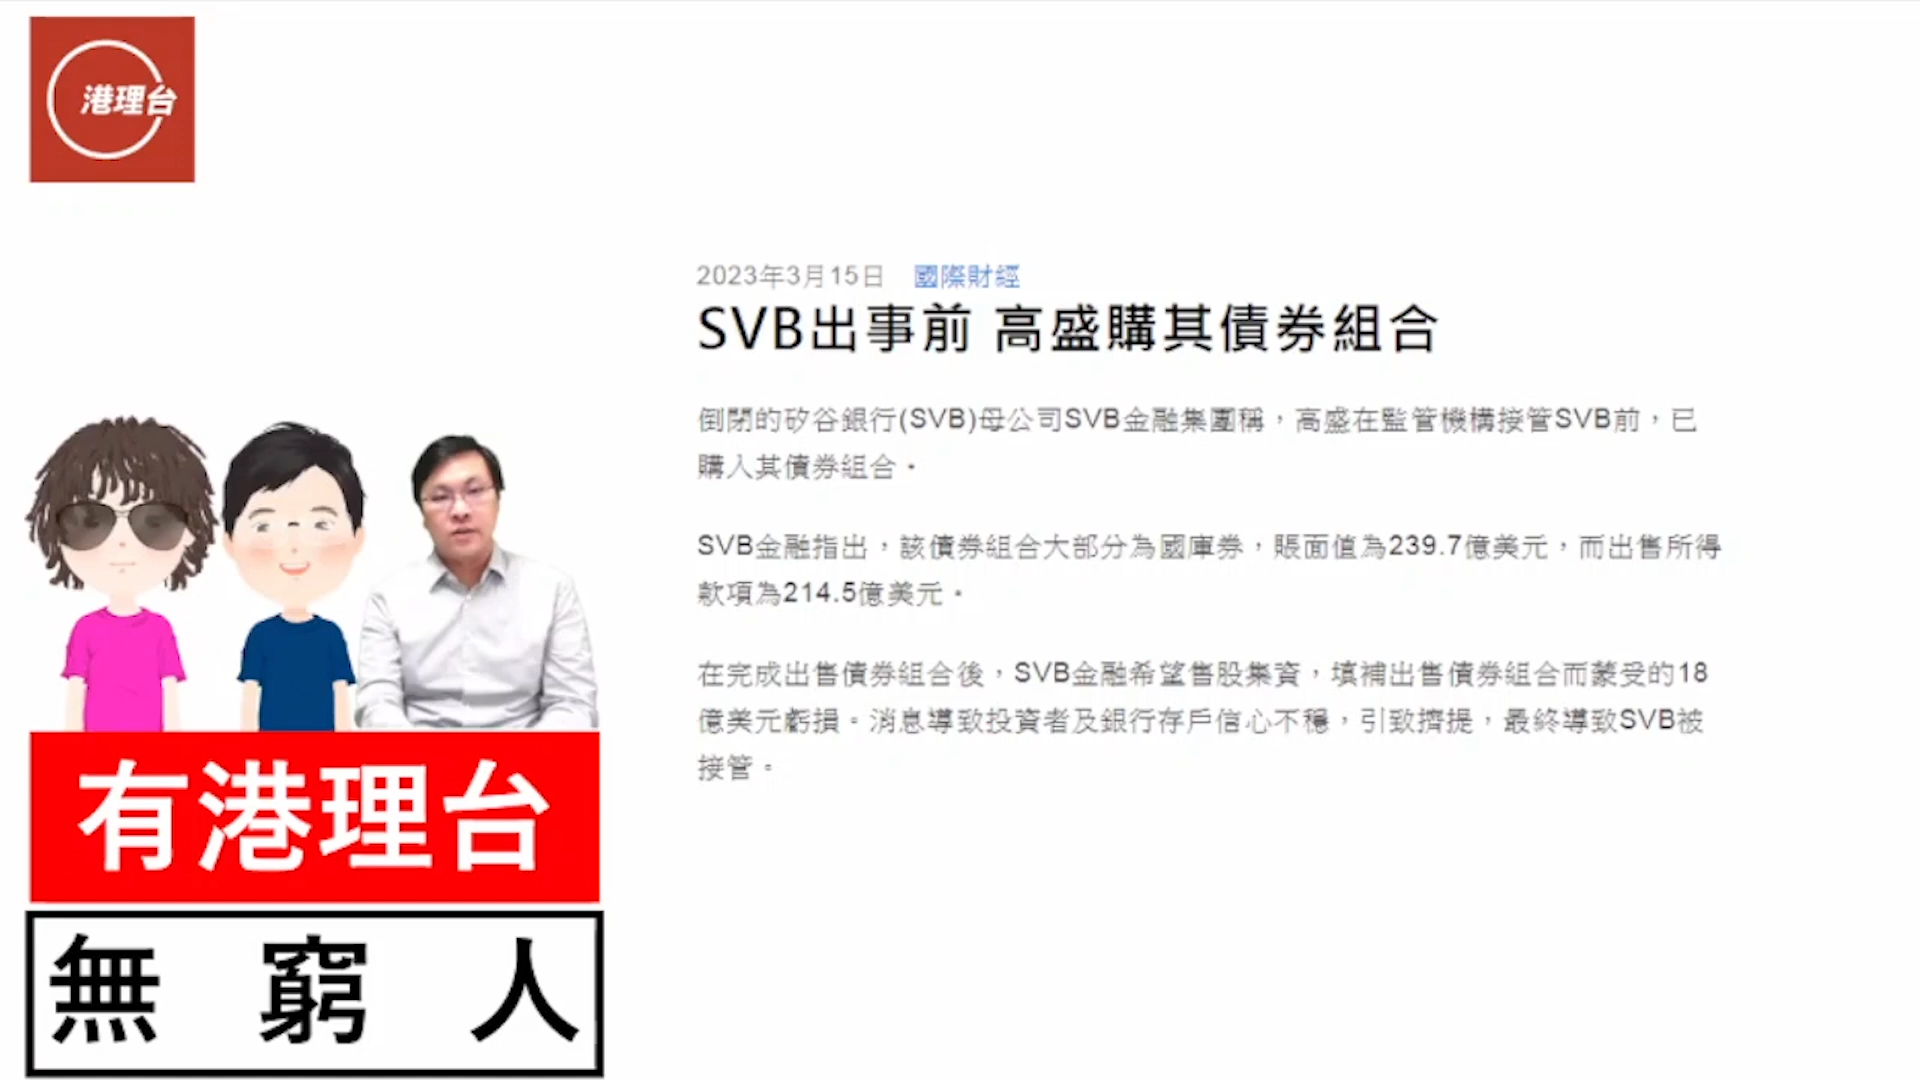 港理台
2023年3月15日 國際財經
SVB出事前 高盛購其債券組合
倒閉的矽谷銀行(SVB)母公司SVB金融集團稱，高盛在監管機構接管SVB前，已
購入其債券組合。
SVB金融指出，該債券組合大部分為國庫券，賬面值為239.7億美元，而出售所得
款項為214.5億美元。
在完成出售債券組合後，SVB金融希望售股集資，填補出售債券組合而蒙受的18
億美元虧損。消息導致投資者及銀行存戶信心不穩，引致擠提，最終導致SVB被
接管。
有港理台
無窮人